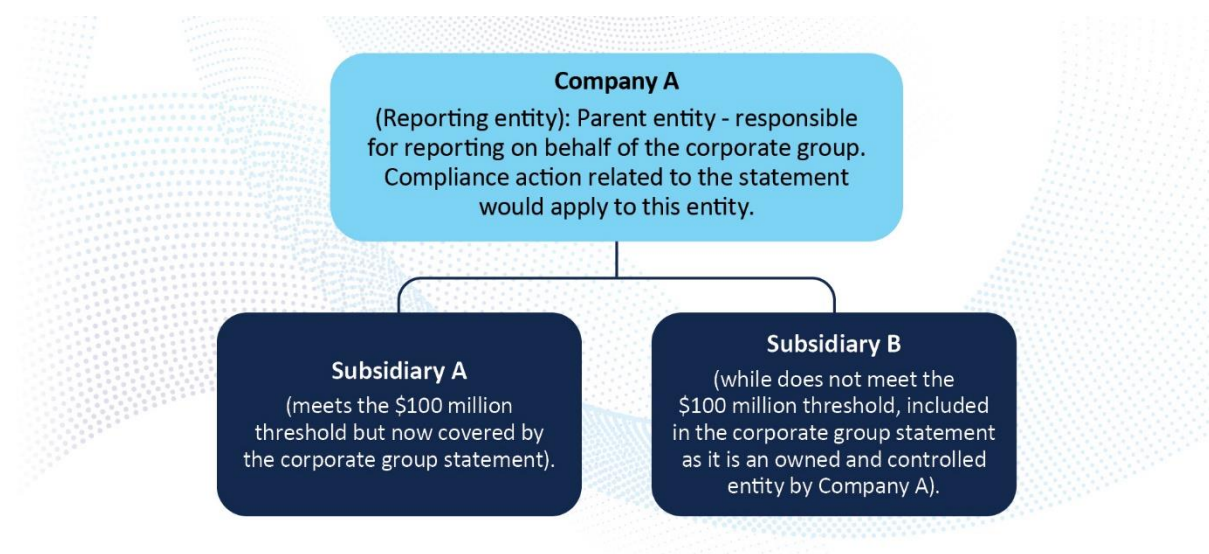 Company A
(Reporting entity): Parent entity - responsible
for reporting on behalf of the corporate group.
Compliance action related to the statement
would apply to this entity.
Subsidiary A
(meets the $100 million
threshold but now covered by
the corporate group statement).
Subsidiary B
(while does not meet the
$100 million threshold, included
in the corporate group statement
as it is an owned and controlled
entity by Company A).